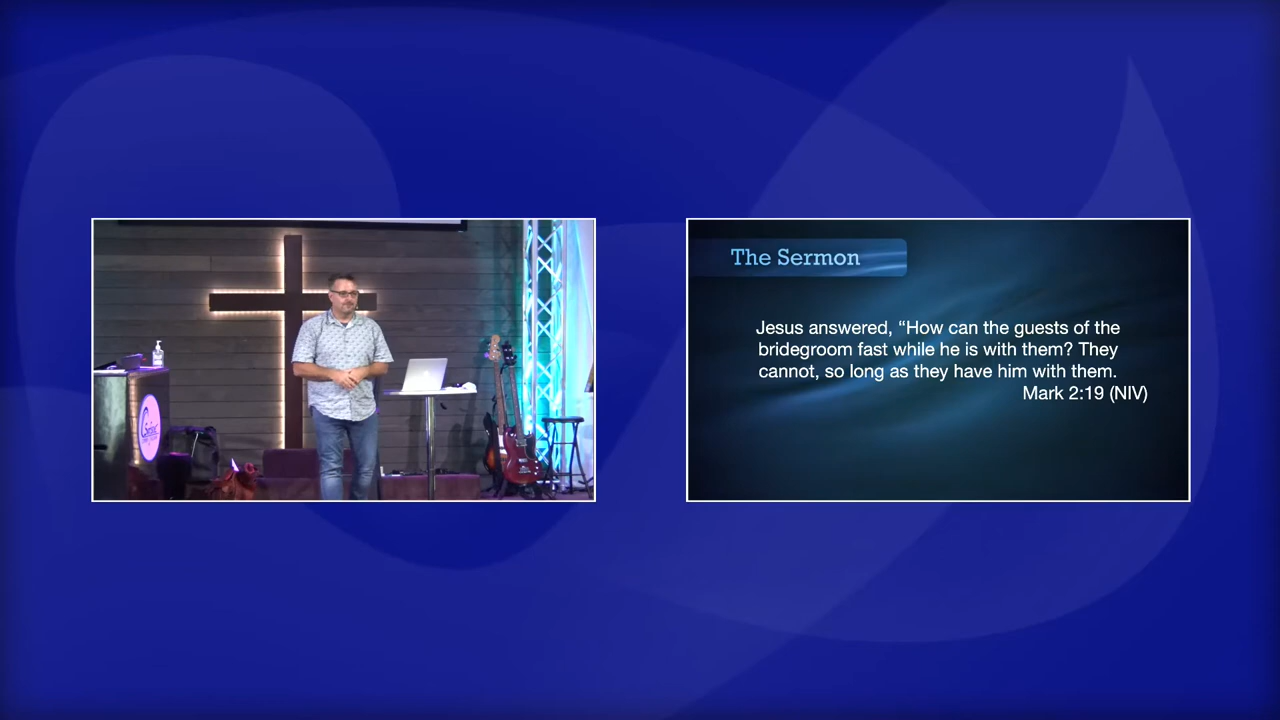 The Sermon
Jesus answered, “How can the guests of the
bridegroom fast while he is with them? They
cannot, so long as they have him with them.
Mark 2:19 (NIV)